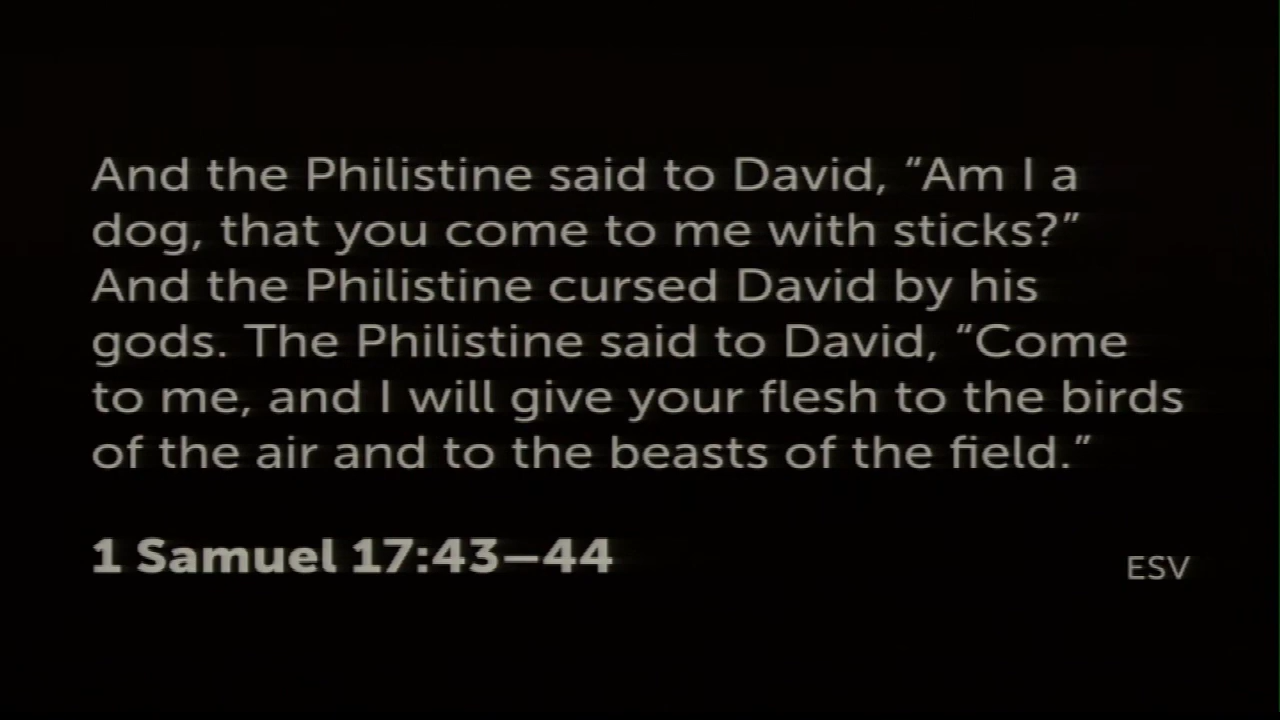 And the Philistine said to David, “Am I a
dog, that you come to me with sticks?”
And the Philistine cursed David by his
gods. The Philistine said to David, “Come
to me, and I will give your flesh to the birds
of the air and to the beasts of the field.”
1 Samuel 17:43–44
ESV